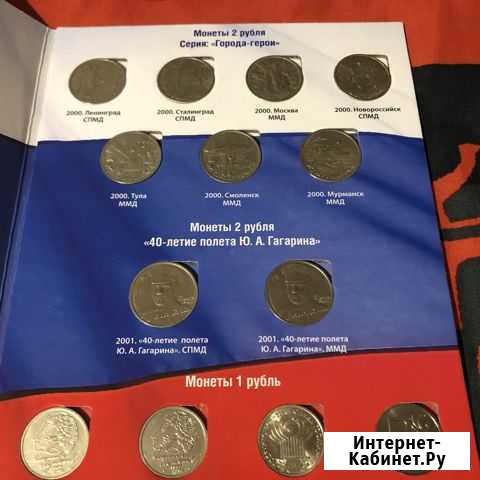 Монеты 2 рубля
Серия: «Города-герои»
2000. Ленинград
СПМД
2000. Сталинград
СПМД
2000. Москва
ММД
2000. Новороссийск
СПМД
2000. Тула
ММД
2000. Смоленск
ММД
2000. Мурманск
ММД
Монеты 2 рубля
«40-летие полета Ю. А. Гагарина»
2001. «40-летие полета
Ю. А. Гагарина», СПМД
2001. «40-летие полета
Ю. А. Гагарина», ММД
Монеты 1 рубль
Интернет-
Кабинет.Ру